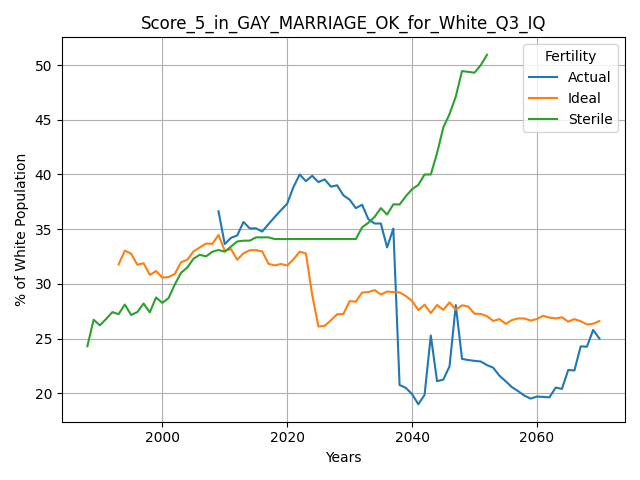 Score_5_in_GAY_MARRIAGE_OK_for_White_Q3_IQ
Fertility
Actual
Ideal
Sterile
% of White Population
50
45
40
35
30
25
20
2000
2020
2040
2060
Years